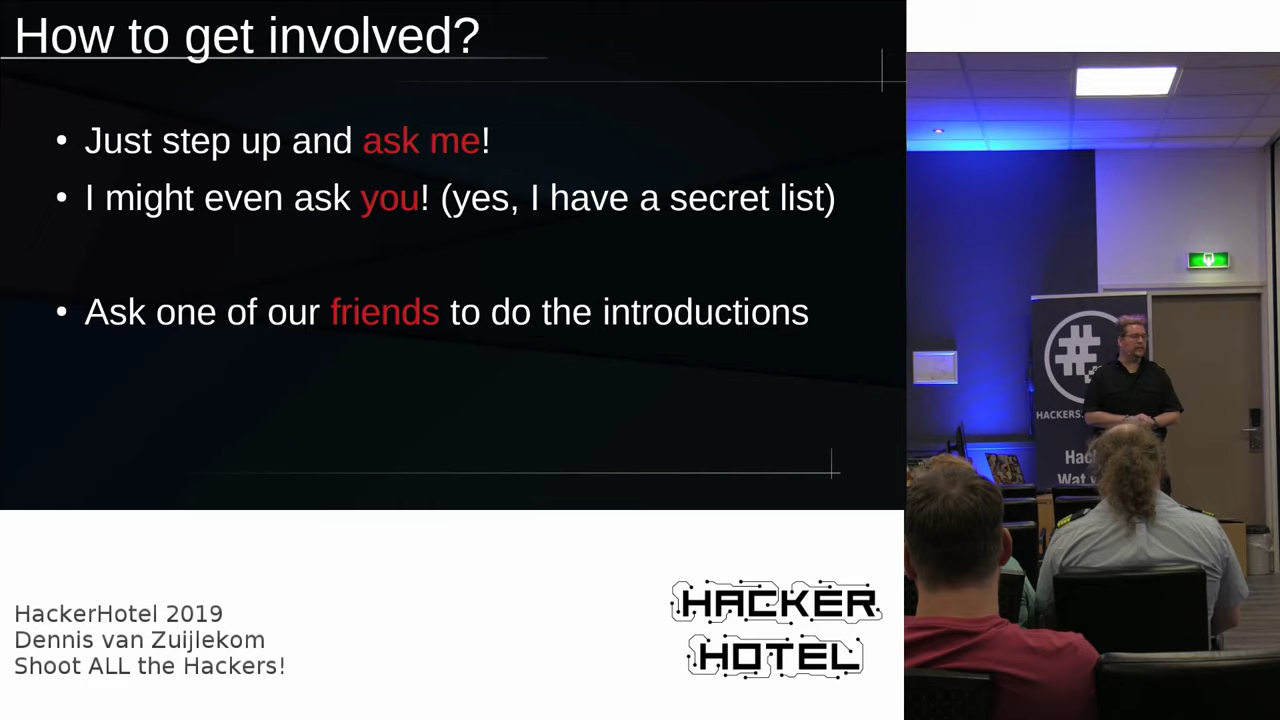 How to get involved?
• Just step up and ask me!
• I might even ask you! (yes, I have a secret list)
• Ask one of our friends to do the introductions
#
HACKERS.
Wat
HackerHotel 2019
Dennis van Zuijlekom
Shoot ALL the Hackers!
HACKER
HOTEL